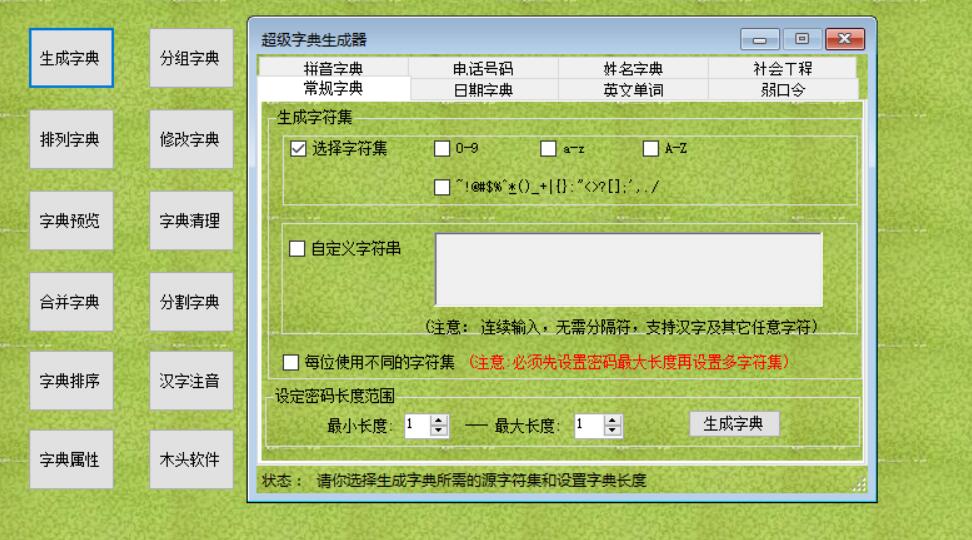 超级字典生成器
生成字典 分组字典
排列字典 修改字典
字典预览 字典清理
合并字典 分割字典
字典排序 汉字注音
字典属性 木头软件
拼音字典 电话号码 姓名字典 社会工程
常规字典 日期字典 英文单词 弱口令
生成字符集
选择字符集 0-9 a-z A-Z
~!@#$%^*()_+|{}:"<>?[];',./
自定义字符串
(注意: 连续输入，无需分隔符，支持汉字及其它任意字符)
每位使用不同的字符集 (注意:必须先设置密码最大长度再设置多字符集)
设定密码长度范围
最小长度: 1 — 最大长度: 1 生成字典
状态： 请你选择生成字典所需的源字符集和设置字典长度